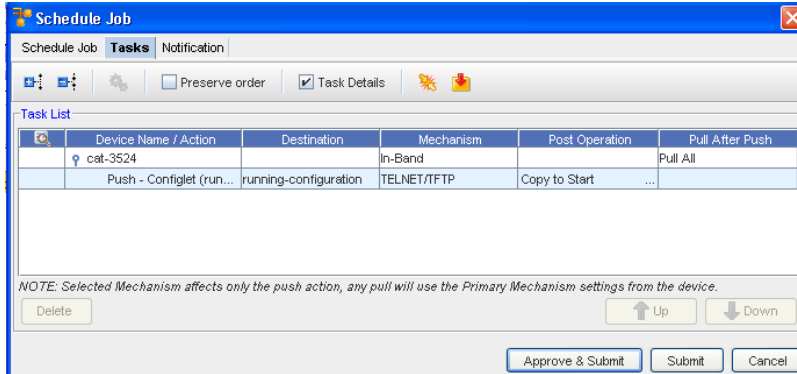 Schedule Job
Schedule Job Tasks Notification
Preserve order Task Details
Task List
Device Name / Action Destination Mechanism Post Operation Pull After Push
cat-3524 In-Band Pull All
Push - Configlet (run... running-configuration TELNET/TFTP Copy to Start ...
NOTE: Selected Mechanism affects only the push action, any pull will use the Primary Mechanism settings from the device.
Delete Up Down
Approve & Submit Submit Cancel